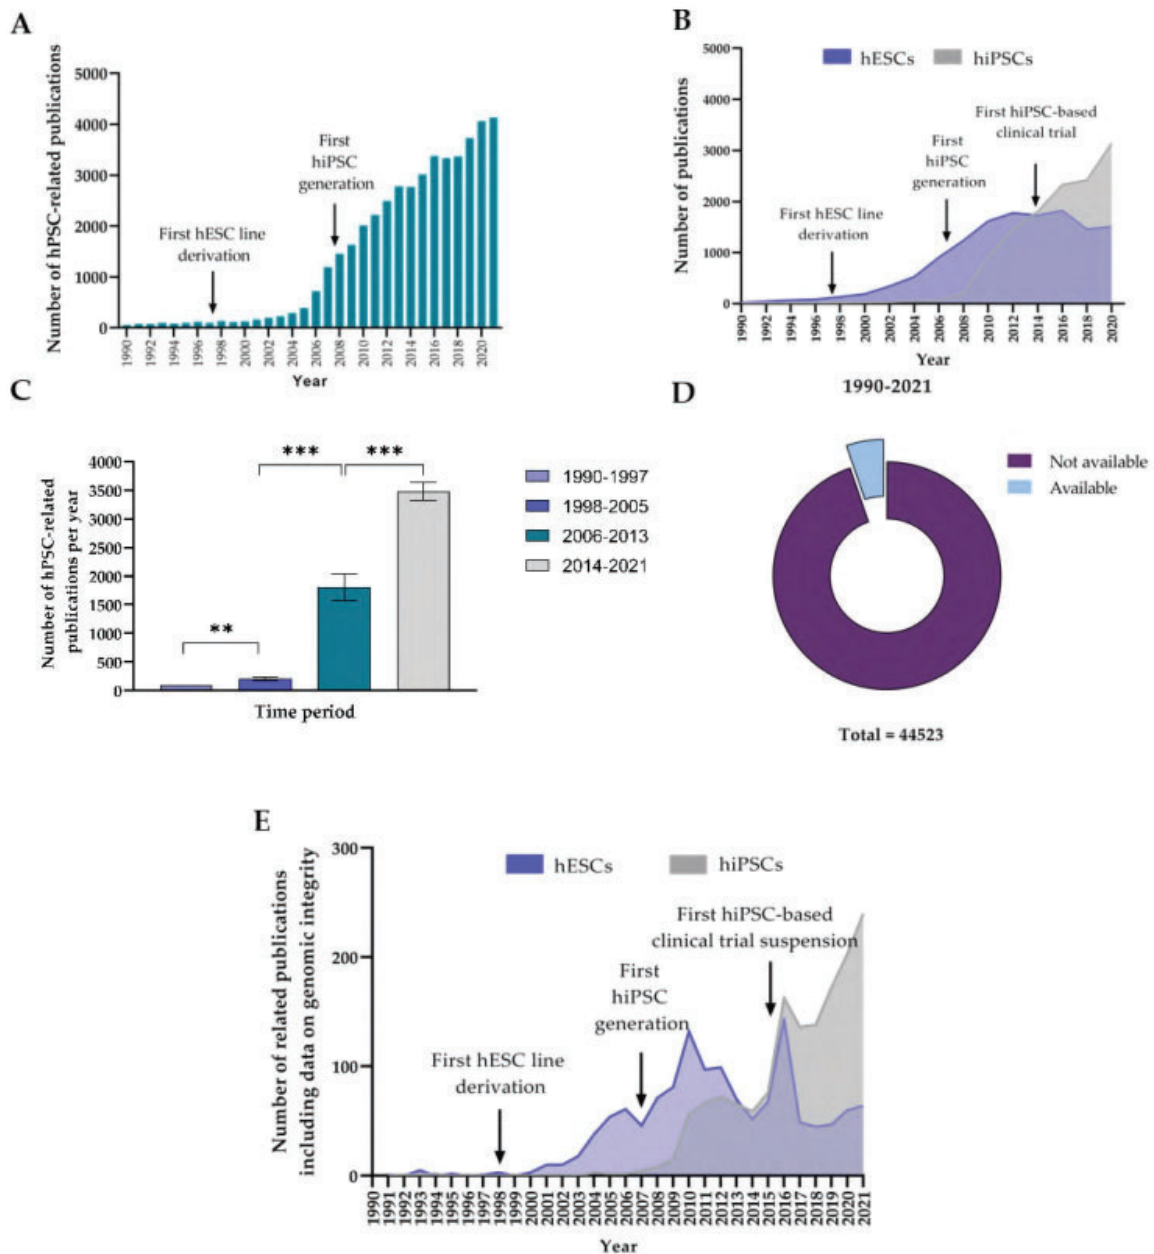 A
Number of hPSC-related publications
5000
4000
3000
2000
1000
0
First hESC line
derivation
First
hiPSC
generation
1990
1992
1994
1996
1998
2000
2002
2004
2006
2008
2010
2012
2014
2016
2018
2020
Year
B
Number of publications
5000
4000
3000
2000
1000
0
hESCs
hiPSCs
First hESC line
derivation
First
hiPSC
generation
First hiPSC-based
clinical trial
1990
1992
1994
1996
1998
2000
2002
2004
2006
2008
2010
2012
2014
2016
2018
2020
Year
C
Number of hPSC-related
publications per year
4000
3500
3000
2500
2000
1500
1000
500
0
**
***
***
Time period
1990-1997
1998-2005
2006-2013
2014-2021
D
1990-2021
Not available
Available
Total = 44523
E
Number of related publications
including data on genomic integrity
300
200
100
0
hESCs
hiPSCs
First hESC line
derivation
First
hiPSC
generation
First hiPSC-based
clinical trial suspension
1990
1991
1992
1993
1994
1995
1996
1997
1998
1999
2000
2001
2002
2003
2004
2005
2006
2007
2008
2009
2010
2011
2012
2013
2014
2015
2016
2017
2018
2019
2020
2021
Year